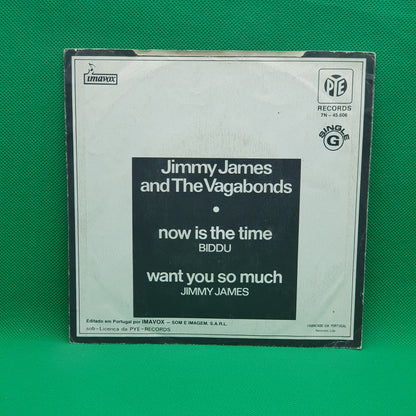 imavox
PYE
RECORDS
7N - 45.606
SINGLE
G
Jimmy James
and The Vagabonds
now is the time
BIDDU
want you so much
JIMMY JAMES
Editado em Portugal por IMAVOX - SOM E IMAGEM, S.A.R.L.
sob-Licença da PYE-RECORDS
FABRICADO EM PORTUGAL